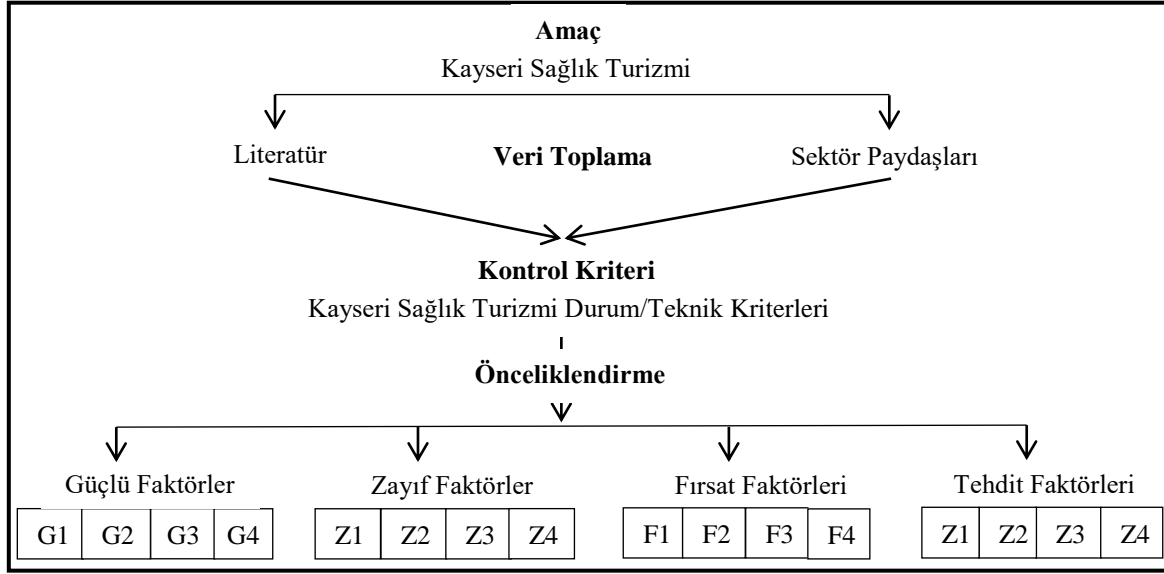 Amaç
Kayseri Sağlık Turizmi
Literatür Veri Toplama Sektör Paydaşları
Kontrol Kriteri
Kayseri Sağlık Turizmi Durum/Teknik Kriterleri
Önceliklendirme
Güçlü Faktörler Zayıf Faktörler Fırsat Faktörleri Tehdit Faktörleri
G1 G2 G3 G4 Z1 Z2 Z3 Z4 F1 F2 F3 F4 Z1 Z2 Z3 Z4